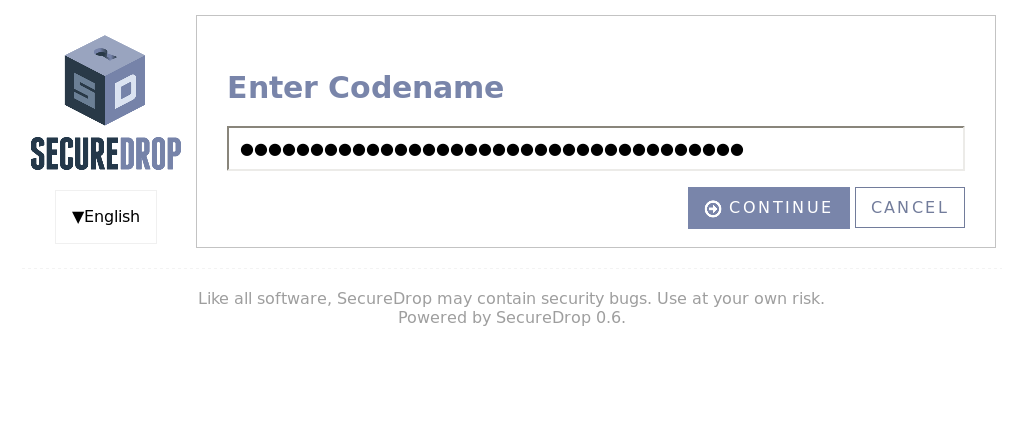 SD
SECUREDROP
▼English
Enter Codename
●●●●●●●●●●●●●●●●●●●●●●●●●●●●●●●●●●●●
CONTINUE
CANCEL
Like all software, SecureDrop may contain security bugs. Use at your own risk.
Powered by SecureDrop 0.6.